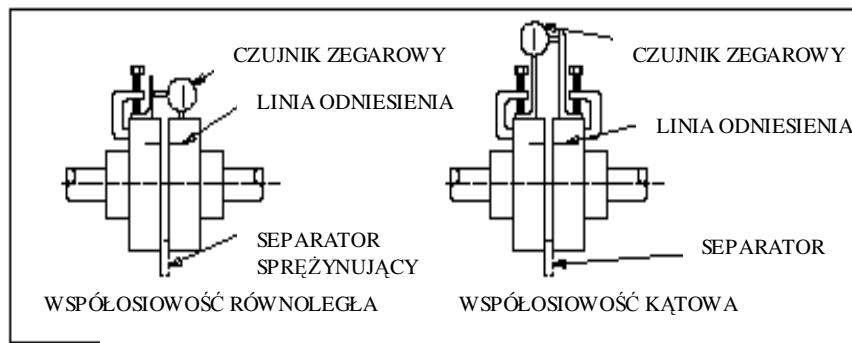 CZUJNIK ZEGAROWY
LINIA ODNIESIENIA
SEPARATOR
SPRĘŻYNUJĄCY
WSPÓŁOSIOWOŚĆ RÓWNOLEGŁA
CZUJNIK ZEGAROWY
LINIA ODNIESIENIA
SEPARATOR
WSPÓŁOSIOWOŚĆ KĄTOWA